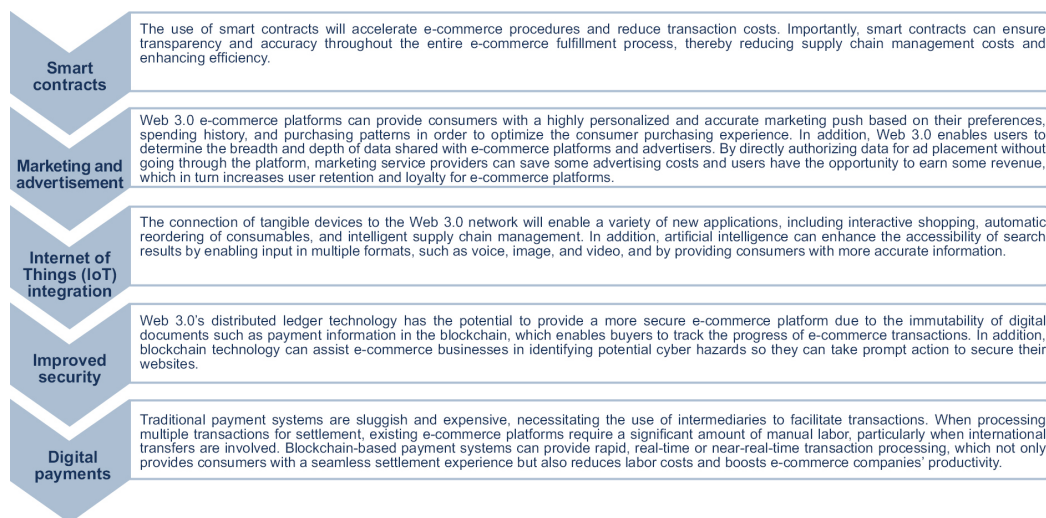 Smart
contracts
The use of smart contracts will accelerate e-commerce procedures and reduce transaction costs. Importantly, smart contracts can ensure
transparency and accuracy throughout the entire e-commerce fulfillment process, thereby reducing supply chain management costs and
enhancing efficiency.
Marketing and
advertisement
Web 3.0 e-commerce platforms can provide consumers with a highly personalized and accurate marketing push based on their preferences,
spending history, and purchasing patterns in order to optimize the consumer purchasing experience. In addition, Web 3.0 enables users to
determine the breadth and depth of data shared with e-commerce platforms and advertisers. By directly authorizing data for ad placement without
going through the platform, marketing service providers can save some advertising costs and users have the opportunity to earn some revenue,
which in turn increases user retention and loyalty for e-commerce platforms.
Internet of
Things (IoT)
integration
The connection of tangible devices to the Web 3.0 network will enable a variety of new applications, including interactive shopping, automatic
reordering of consumables, and intelligent supply chain management. In addition, artificial intelligence can enhance the accessibility of search
results by enabling input in multiple formats, such as voice, image, and video, and by providing consumers with more accurate information.
Improved
security
Web 3.0's distributed ledger technology has the potential to provide a more secure e-commerce platform due to the immutability of digital
documents such as payment information in the blockchain, which enables buyers to track the progress of e-commerce transactions. In addition,
blockchain technology can assist e-commerce businesses in identifying potential cyber hazards so they can take prompt action to secure their
websites.
Digital
payments
Traditional payment systems are sluggish and expensive, necessitating the use of intermediaries to facilitate transactions. When processing
multiple transactions for settlement, existing e-commerce platforms require a significant amount of manual labor, particularly when international
transfers are involved. Blockchain-based payment systems can provide rapid, real-time or near-real-time transaction processing, which not only
provides consumers with a seamless settlement experience but also reduces labor costs and boosts e-commerce companies' productivity.